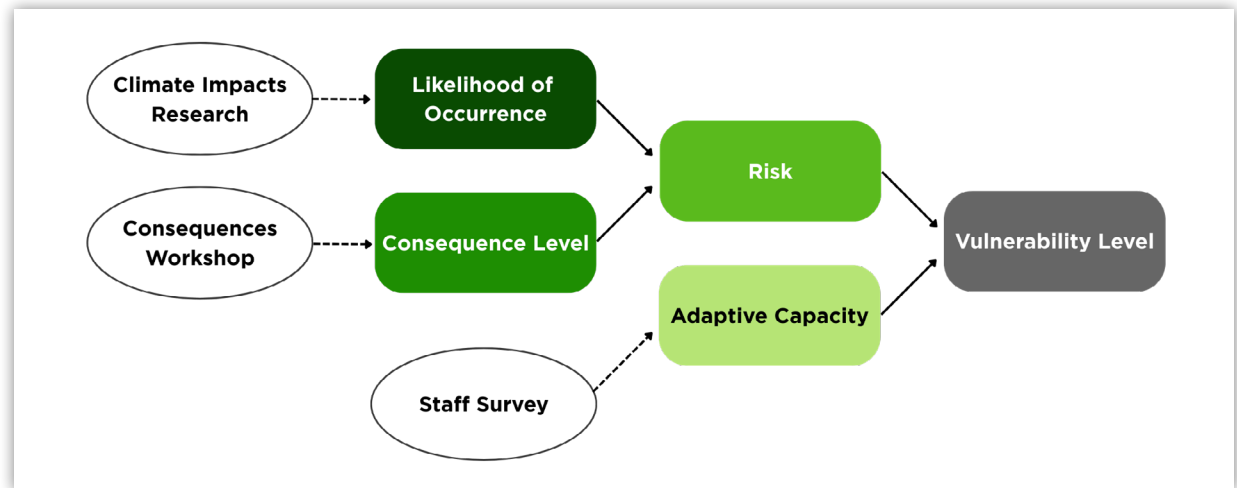 Climate Impacts
Research
Likelihood of
Occurrence
Risk
Consequences
Workshop
Consequence Level
Vulnerability Level
Adaptive Capacity
Staff Survey